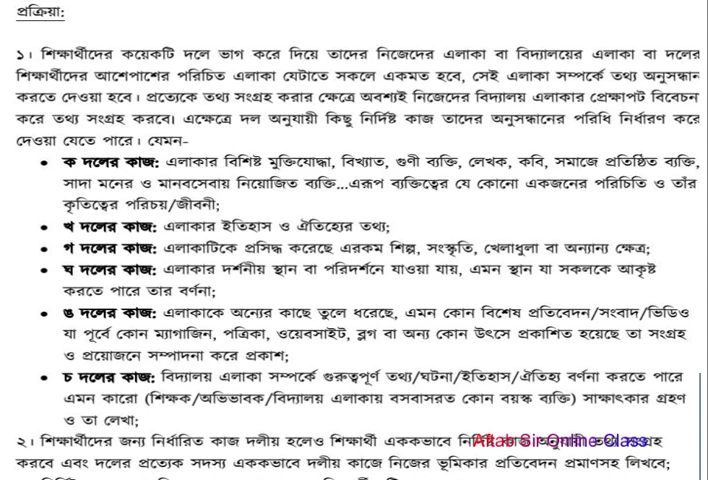 প্রক্রিয়া:
১। শিক্ষার্থীদের কয়েকটি দলে ভাগ করে দিয়ে তাদের নিজেদের এলাকা বা বিদ্যালয়ের এলাকা বা দলের
শিক্ষার্থীদের আশেপাশের পরিচিত এলাকা যেটাতে সকলে একমত হবে, সেই এলাকা সম্পর্কে তথ্য অনুসন্ধান
করতে দেওয়া হবে। প্রত্যেকে তথ্য সংগ্রহ করার ক্ষেত্রে অবশ্যই নিজেদের বিদ্যালয় এলাকার প্রেক্ষাপট বিবেচন
করে তথ্য সংগ্রহ করবে। এক্ষেত্রে দল অনুযায়ী কিছু নির্দিষ্ট কাজ তাদের অনুসন্ধানের পরিধি নির্ধারণ করে
দেওয়া যেতে পারে। যেমন-
• ক দলের কাজ: এলাকার বিশিষ্ট মুক্তিযোদ্ধা, বিখ্যাত, গুণী ব্যক্তি, লেখক, কবি, সমাজে প্রতিষ্ঠিত ব্যক্তি,
সাদা মনের ও মানবসেবায় নিয়োজিত ব্যক্তি...এরূপ ব্যক্তিত্বের যে কোনো একজনের পরিচিতি ও তাঁর
কৃতিত্বের পরিচয়/জীবনী;
• খ দলের কাজ: এলাকার ইতিহাস ও ঐতিহ্যের তথ্য;
• গ দলের কাজ: এলাকাটিকে প্রসিদ্ধ করেছে এরকম শিল্প, সংস্কৃতি, খেলাধুলা বা অন্যান্য ক্ষেত্র;
• ঘ দলের কাজ: এলাকার দর্শনীয় স্থান বা পরিদর্শনে যাওয়া যায়, এমন স্থান যা সকলকে আকৃষ্ট
করতে পারে তার বর্ণনা;
• ঙ দলের কাজ: এলাকাকে অন্যের কাছে তুলে ধরেছে, এমন কোন বিশেষ প্রতিবেদন/সংবাদ/ভিডিও
যা পূর্বে কোন ম্যাগাজিন, পত্রিকা, ওয়েবসাইট, ব্লগ বা অন্য কোন উৎসে প্রকাশিত হয়েছে তা সংগ্রহ
ও প্রয়োজনে সম্পাদনা করে প্রকাশ;
• চ দলের কাজ: বিদ্যালয় এলাকা সম্পর্কে গুরুত্বপূর্ণ তথ্য/ঘটনা/ইতিহাস/ঐতিহ্য বর্ণনা করতে পারে
এমন কারো (শিক্ষক/অভিভাবক/বিদ্যালয় এলাকায় বসবাসরত কোন বয়স্ক ব্যক্তি) সাক্ষাৎকার গ্রহণ
ও তা লেখা;
২। শিক্ষার্থীদের জন্য নির্ধারিত কাজ দলীয় হলেও শিক্ষার্থী এককভাবে
Aftab Sir Online Class
করবে এবং দলের প্রত্যেক সদস্য এককভাবে দলীয় কাজে নিজের ভূমিকার প্রতিবেদন প্রমাণসহ লিখবে;